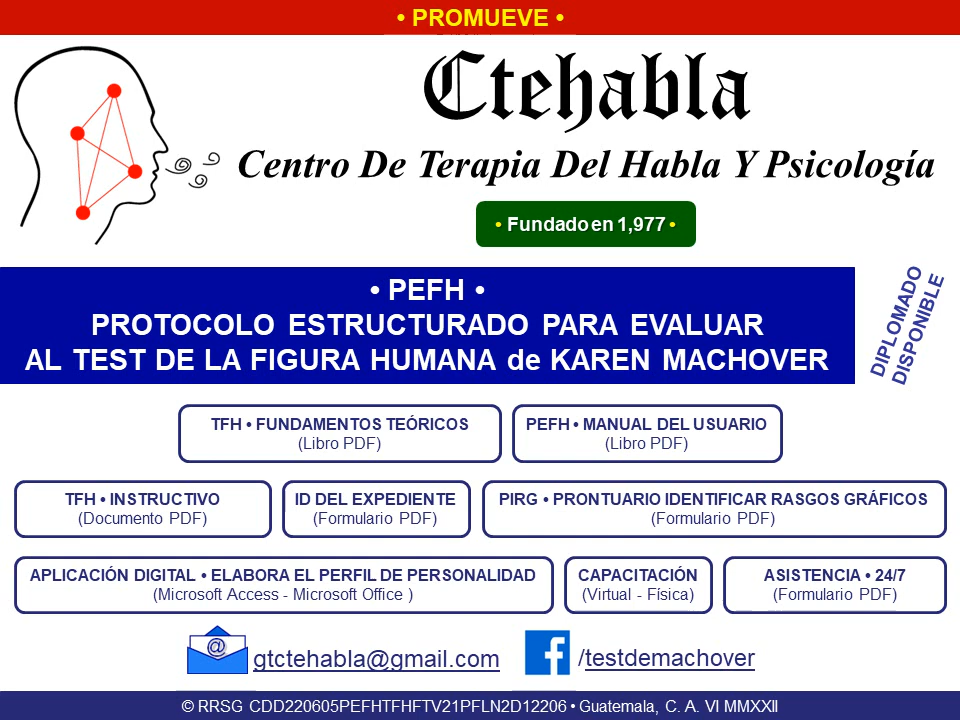 • PROMUEVE •
Ctehabla
Centro De Terapia Del Habla Y Psicología
• Fundado en 1,977 •
• PEFH •
PROTOCOLO ESTRUCTURADO PARA EVALUAR
AL TEST DE LA FIGURA HUMANA de KAREN MACHOVER
DIPLOMADO
DISPONIBLE
TFH • FUNDAMENTOS TEÓRICOS
(Libro PDF)
PEFH • MANUAL DEL USUARIO
(Libro PDF)
TFH • INSTRUCTIVO
(Documento PDF)
ID DEL EXPEDIENTE
(Formulario PDF)
PIRG • PRONTUARIO IDENTIFICAR RASGOS GRÁFICOS
(Formulario PDF)
APLICACIÓN DIGITAL • ELABORA EL PERFIL DE PERSONALIDAD
(Microsoft Access - Microsoft Office )
CAPACITACIÓN
(Virtual - Física)
ASISTENCIA • 24/7
(Formulario PDF)
@
gtctehabla@gmail.com
f
/testdemachover
© RRSG CDD220605PEFHTFHFTV21PFLN2D12206 • Guatemala, C. A. VI MMXXII